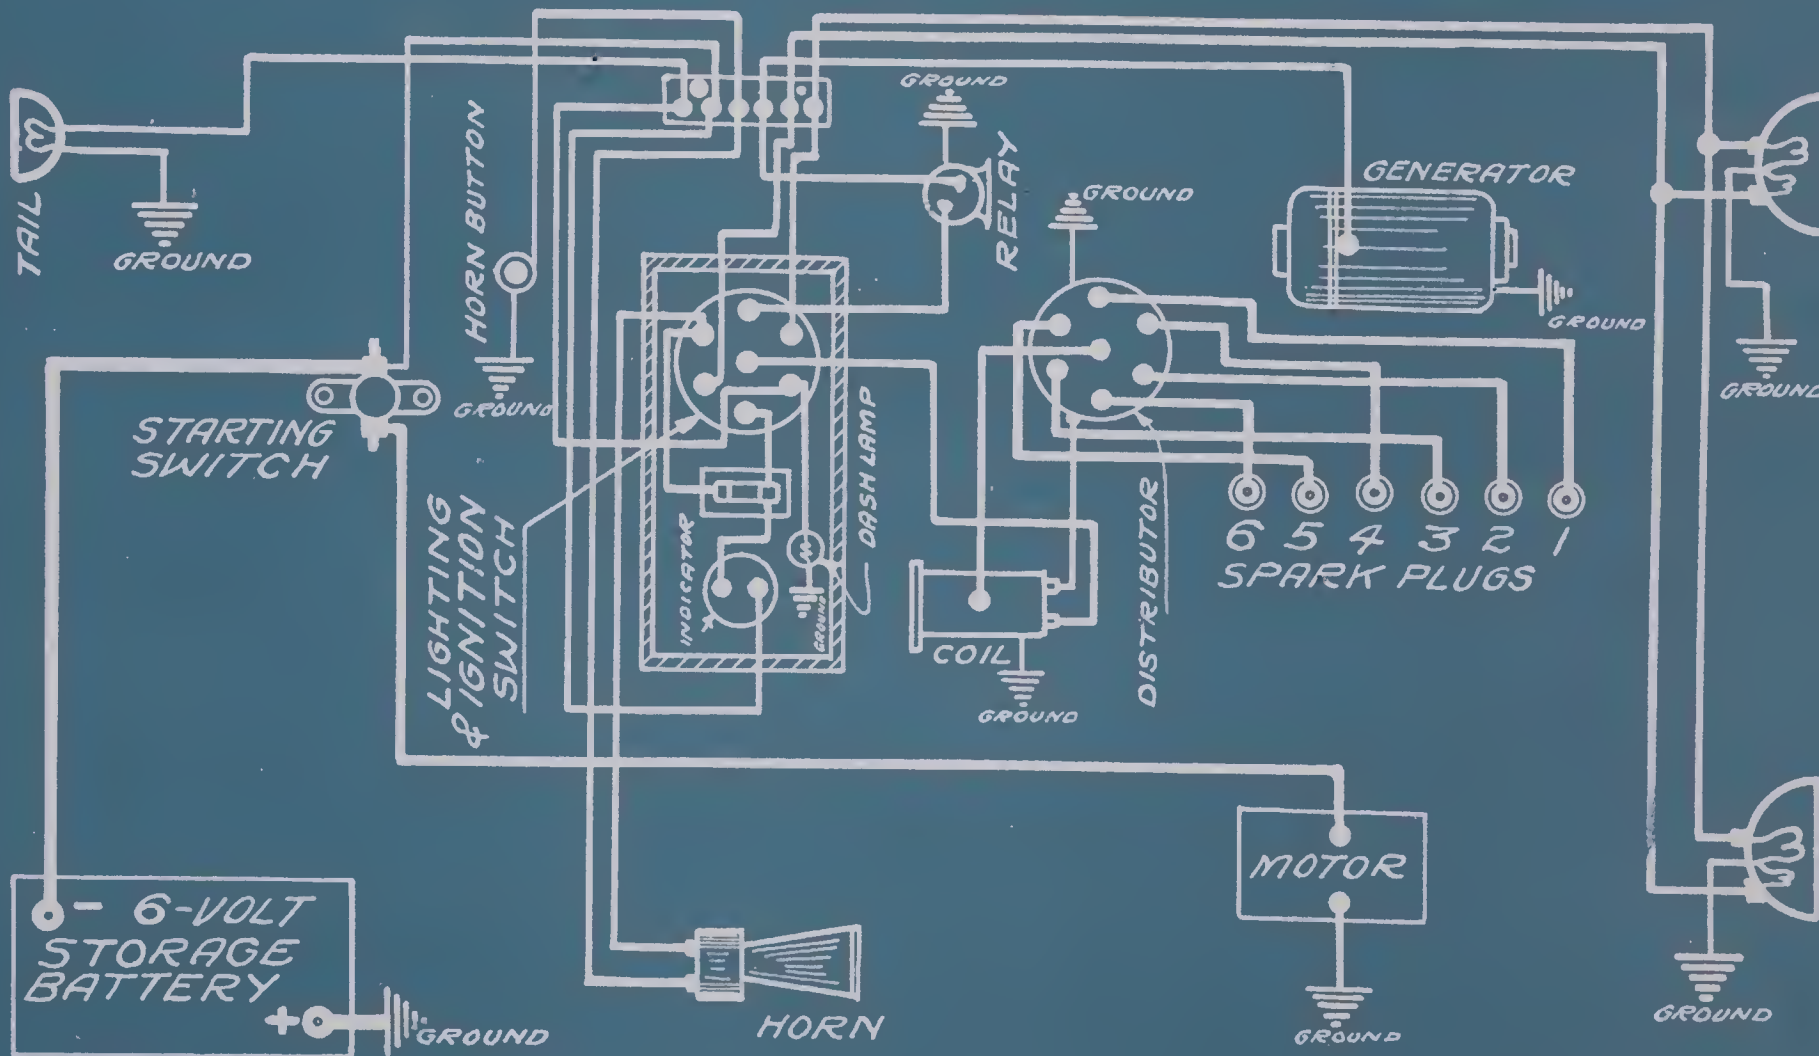 GROUND
TAIL
GROUND
HORN BUTTON
GROUND
RELAY
GROUND
GENERATOR
GROUND
GROUND
STARTING
SWITCH
GROUND
LIGHTING
& IGNITION
SWITCH
INDICATOR
GROUND
DASH LAMP
COIL
GROUND
DISTRIBUTOR
6 5 4 3 2 1
SPARK PLUGS
- 6-VOLT
STORAGE
BATTERY
+
GROUND
HORN
MOTOR
GROUND
GROUND